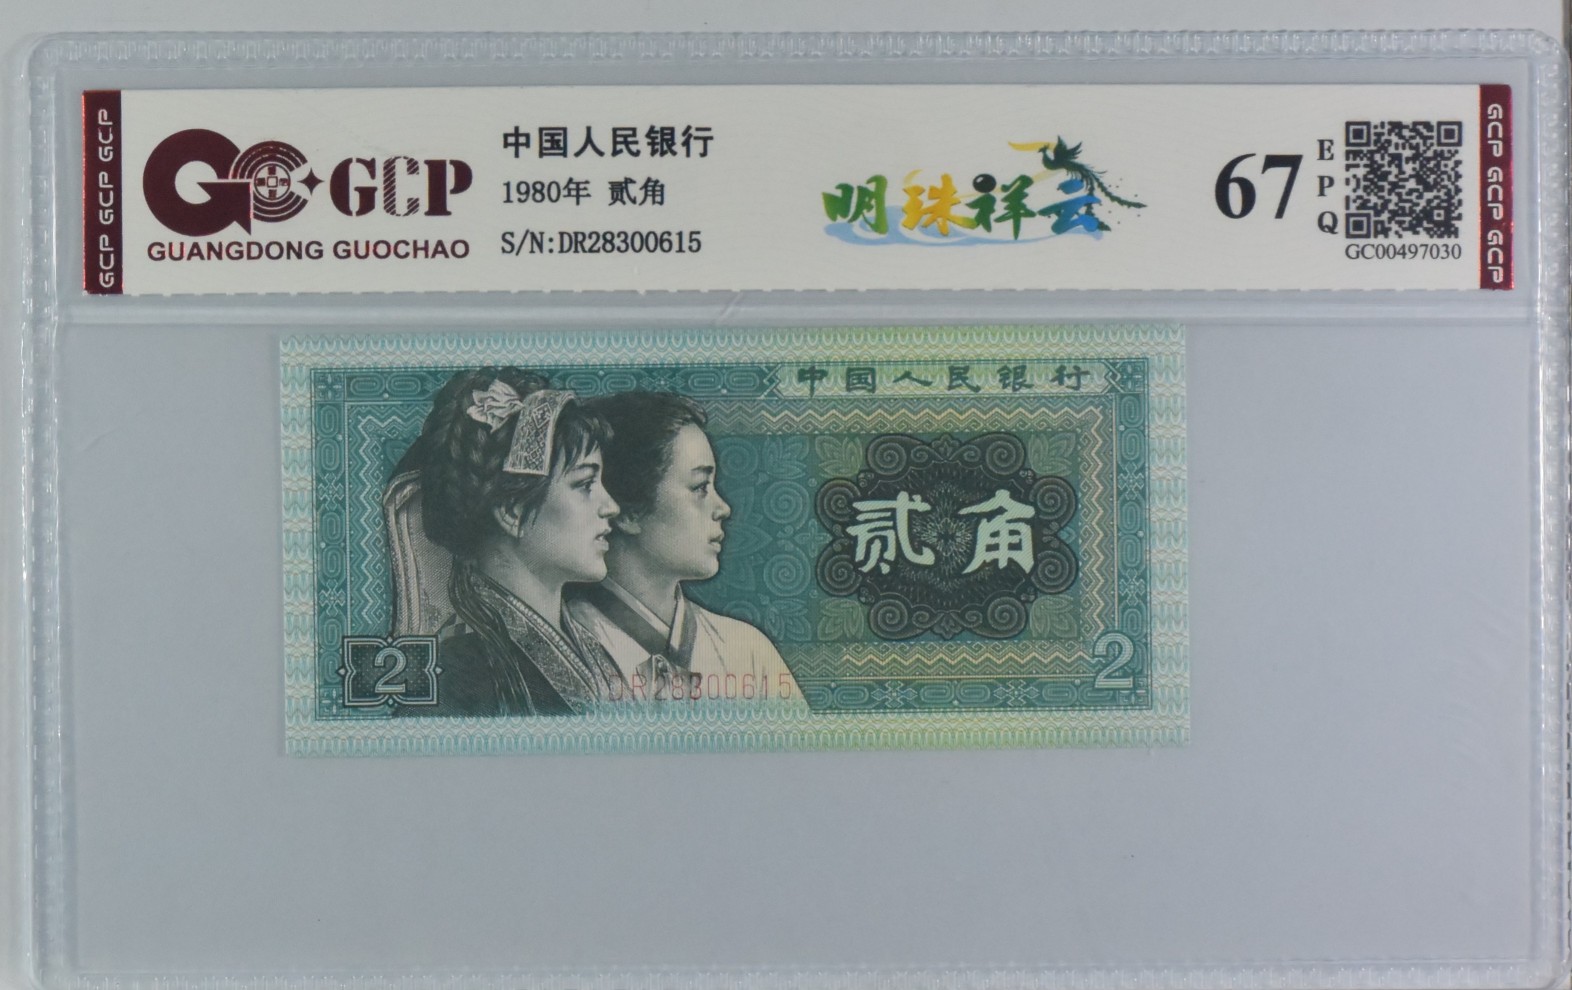 GCP GCP GCP
GCP
GUANGDONG GUOCHAO
中国人民银行
1980年 贰角
S/N:DR28300615
明珠祥云
67
EPQ
GC00497030
GCP GCP GCP
中国人民银行
贰角
2
DR28300615
2